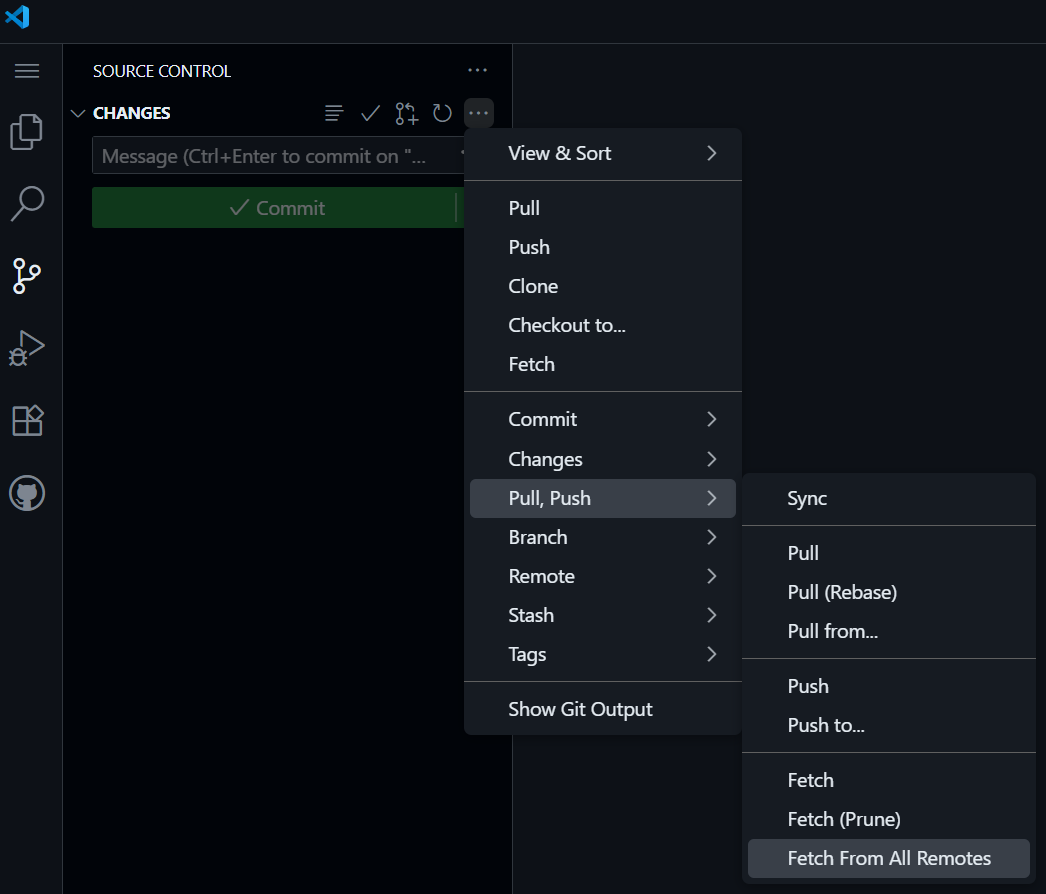 SOURCE CONTROL
CHANGES
Message (Ctrl+Enter to commit on "...
Commit
View & Sort
Pull
Push
Clone
Checkout to...
Fetch
Commit
Changes
Pull, Push
Branch
Remote
Stash
Tags
Show Git Output
Sync
Pull
Pull (Rebase)
Pull from...
Push
Push to...
Fetch
Fetch (Prune)
Fetch From All Remotes